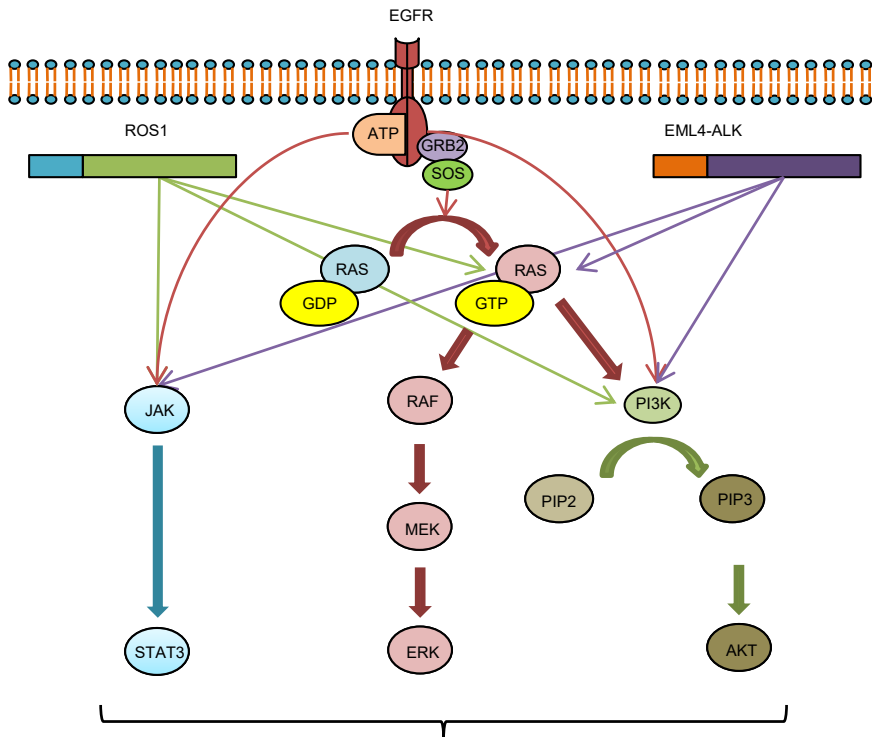 EGFR
ROS1
EML4-ALK
ATP
GRB2
SOS
RAS
RAS
GDP
GTP
JAK
RAF
PI3K
PIP2
PIP3
MEK
STAT3
ERK
AKT